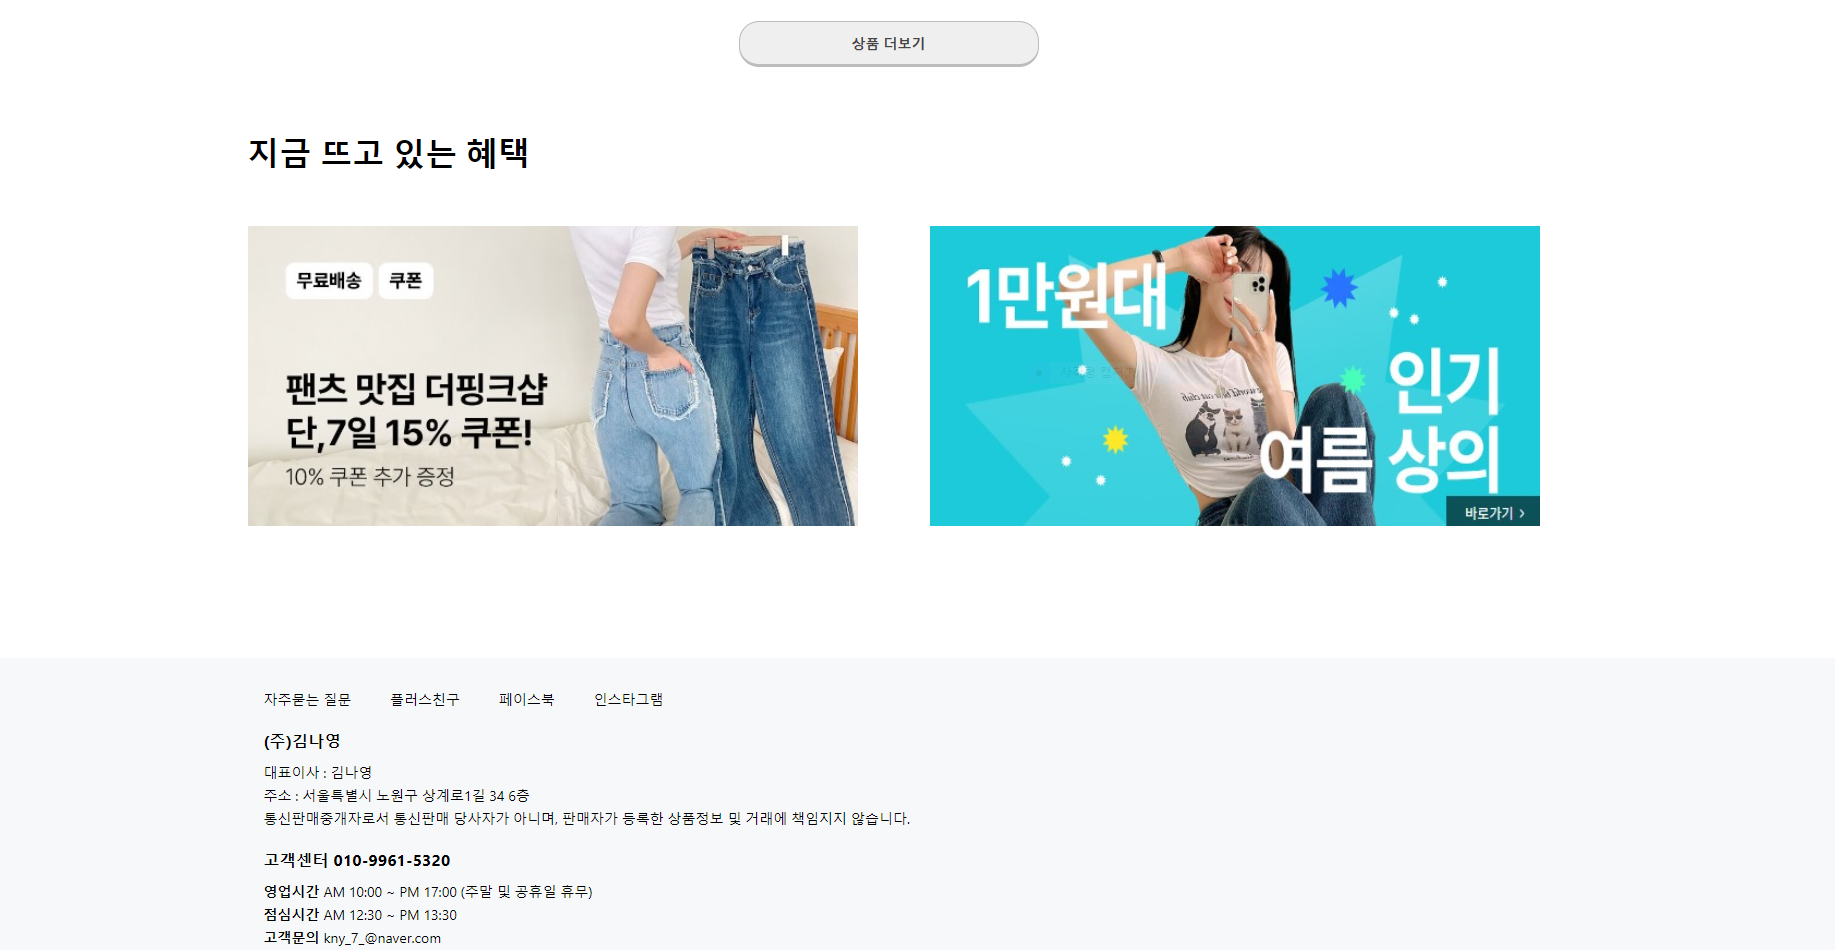 상품 더보기
지금 뜨고 있는 혜택
무료배송 쿠폰
팬츠 맛집 더핑크샵
단,7일 15% 쿠폰!
10% 쿠폰 추가 증정
1만원대
인기
여름 상의
바로가기 >
자주묻는 질문 플러스친구 페이스북 인스타그램
(주)김나영
대표이사 : 김나영
주소 : 서울특별시 노원구 상계로1길 34 6층
통신판매중개자로서 통신판매 당사자가 아니며, 판매자가 등록한 상품정보 및 거래에 책임지지 않습니다.
고객센터 010-9961-5320
영업시간 AM 10:00 ~ PM 17:00 (주말 및 공휴일 휴무)
점심시간 AM 12:30 ~ PM 13:30
고객문의 kny_7_@naver.com